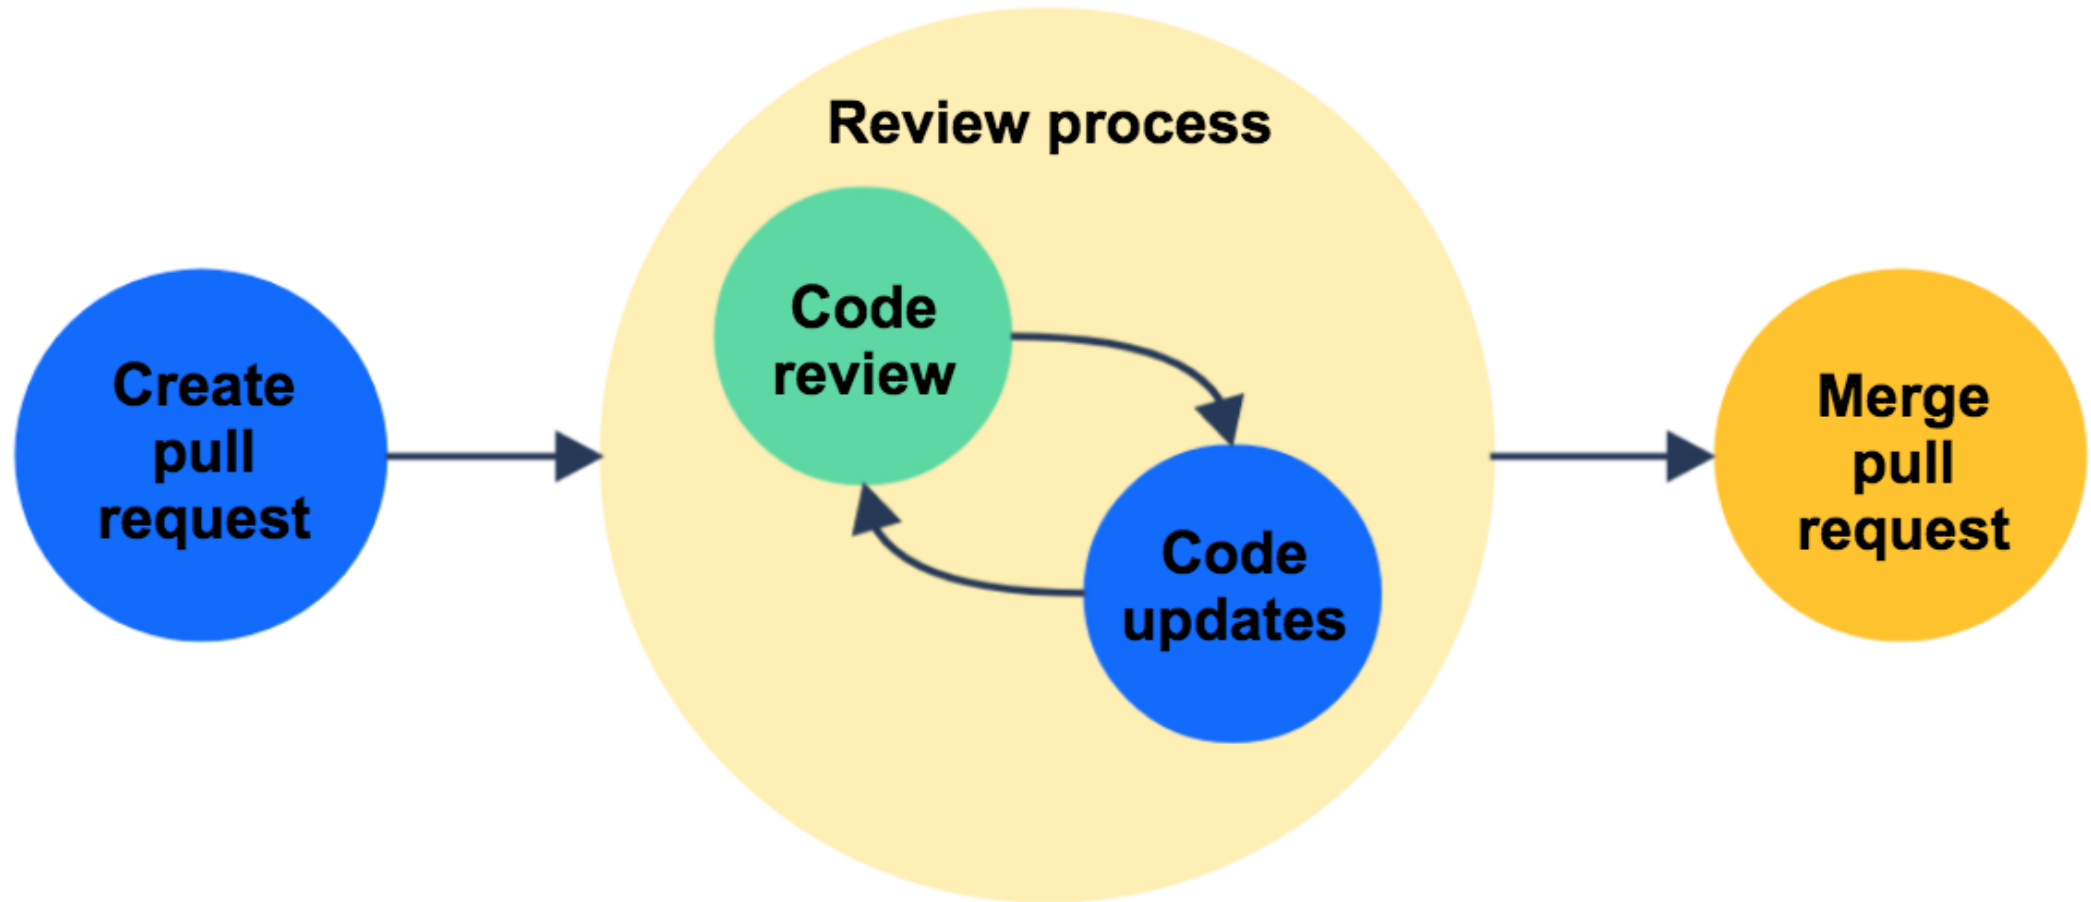 Review process
Create
pull
request
Code
review
Code
updates
Merge
pull
request